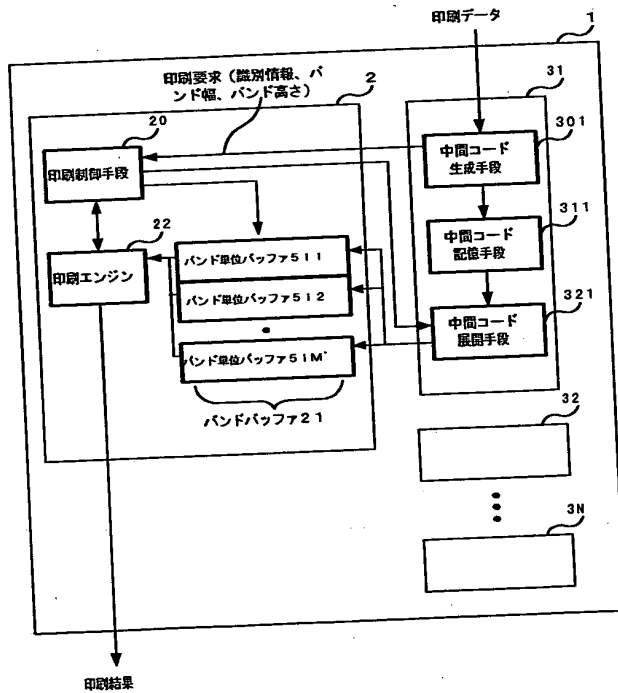 印刷データ
1
印刷要求（識別情報、バ
ンド幅、バンド高さ）
2
31
20
印刷制御手段
中間コード
生成手段
301
22
印刷エンジン
中間コード
記憶手段
311
バンド単位バッファ５１１
バンド単位バッファ５１２
バンド単位バッファ５１Ｍ'
中間コード
展開手段
321
バンドバッファ２１
32
3N
印刷結果